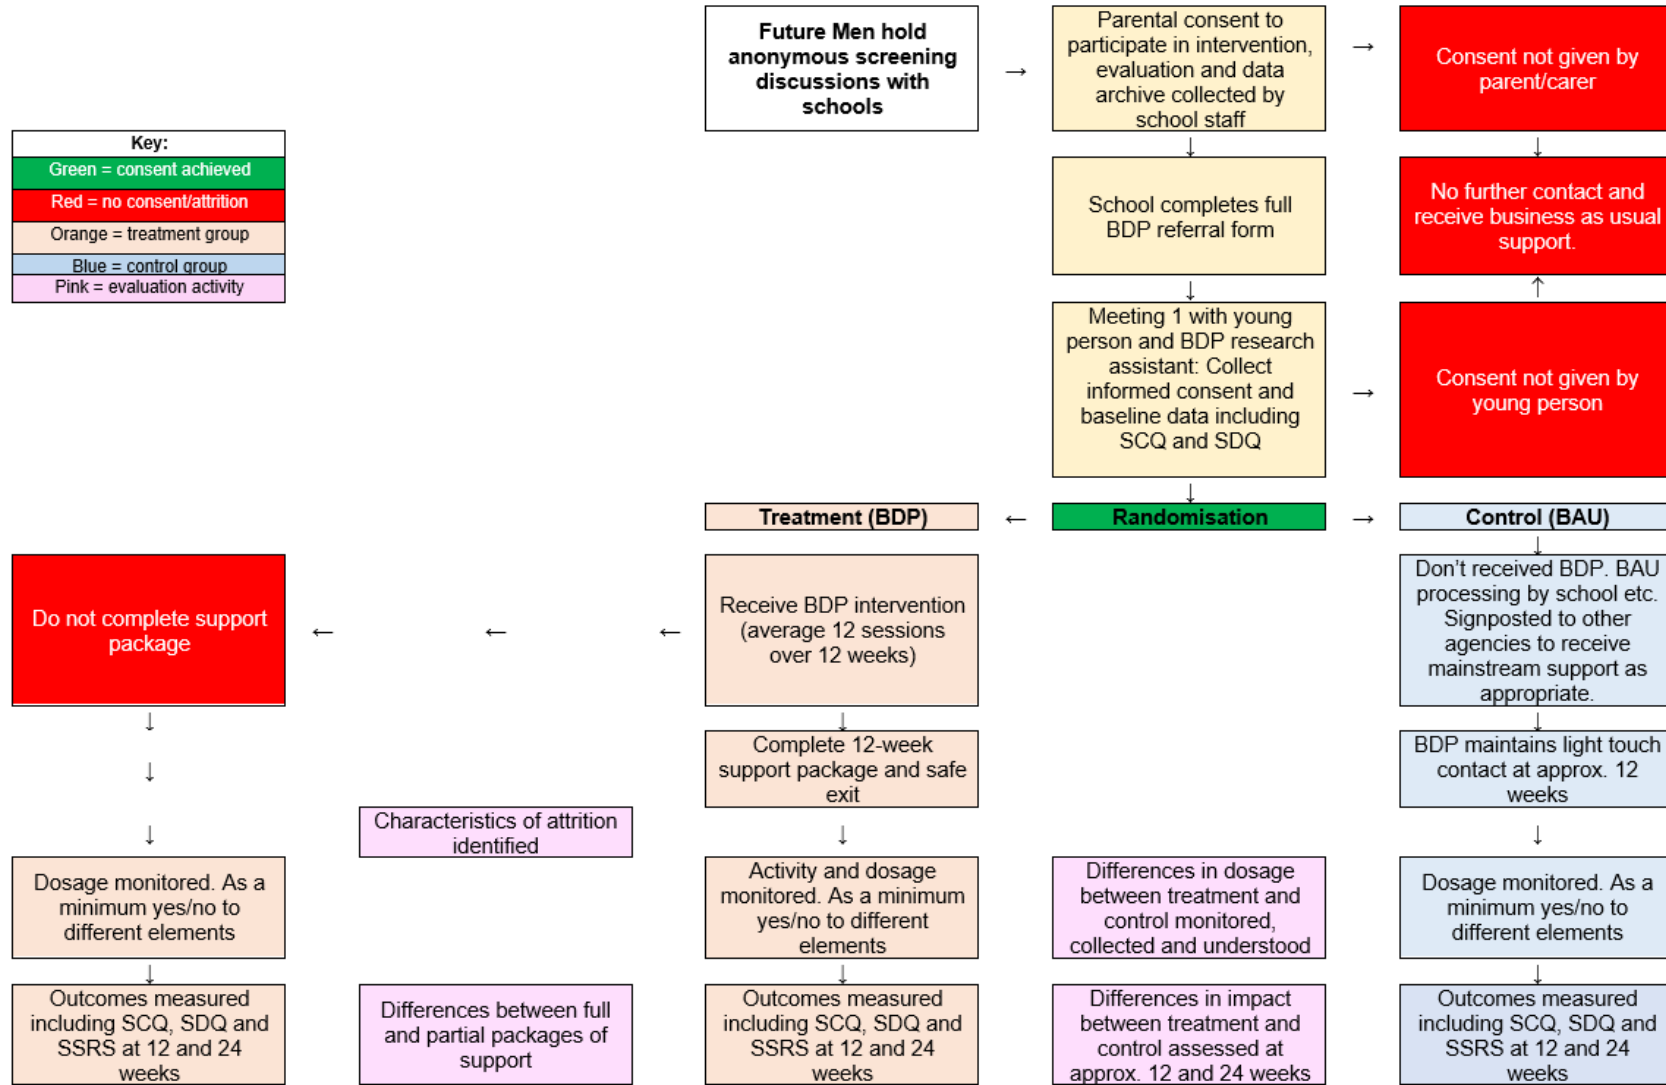 Future Men hold
anonymous screening
discussions with
schools
→
Parental consent to
participate in intervention,
evaluation and data
archive collected by
school staff
→
Consent not given by
parent/carer
Key:
Green = consent achieved
Red = no consent/attrition
Orange = treatment group
Blue = control group
Pink = evaluation activity
↓
↓
School completes full
BDP referral form
No further contact and
receive business as usual
support.
↓
↑
Meeting 1 with young
person and BDP research
assistant: Collect
informed consent and
baseline data including
SCQ and SDQ
→
Consent not given by
young person
↓
Treatment (BDP)
←
Randomisation
→
Control (BAU)
↓
Do not complete support
package
←
←
←
Receive BDP intervention
(average 12 sessions
over 12 weeks)
Don’t received BDP. BAU
processing by school etc.
Signposted to other
agencies to receive
mainstream support as
appropriate.
↓
↓
↓
↓
Complete 12-week
support package and safe
exit
BDP maintains light touch
contact at approx. 12
weeks
↓
Characteristics of attrition
identified
↓
↓
Dosage monitored. As a
minimum yes/no to
different elements
Activity and dosage
monitored. As a minimum
yes/no to different
elements
Differences in dosage
between treatment and
control monitored,
collected and understood
Dosage monitored. As a
minimum yes/no to
different elements
↓
↓
↓
Outcomes measured
including SCQ, SDQ and
SSRS at 12 and 24
weeks
Differences between full
and partial packages of
support
Outcomes measured
including SCQ, SDQ and
SSRS at 12 and 24
weeks
Differences in impact
between treatment and
control assessed at
approx. 12 and 24 weeks
Outcomes measured
including SCQ, SDQ and
SSRS at 12 and 24
weeks